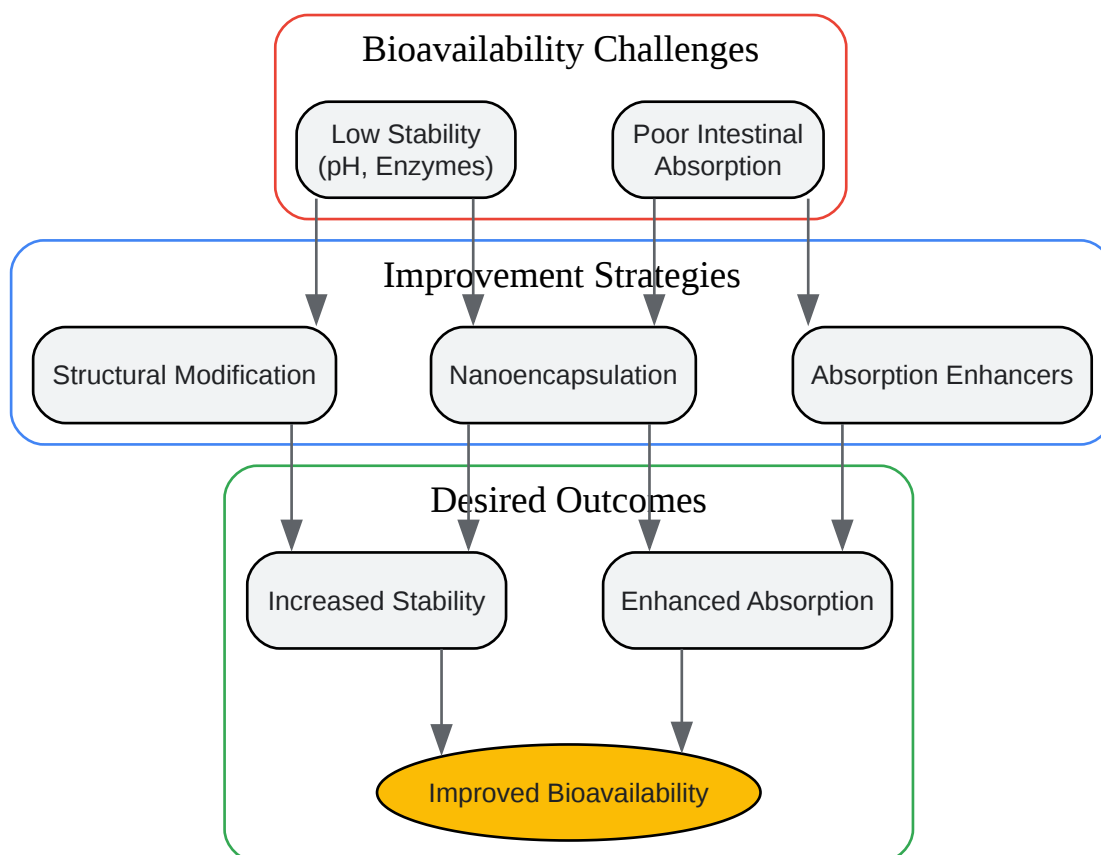 Bioavailability Challenges
Low Stability
(pH, Enzymes)
Poor Intestinal
Absorption
Improvement Strategies
Structural Modification
Nanoencapsulation
Absorption Enhancers
Desired Outcomes
Increased Stability
Enhanced Absorption
Improved Bioavailability